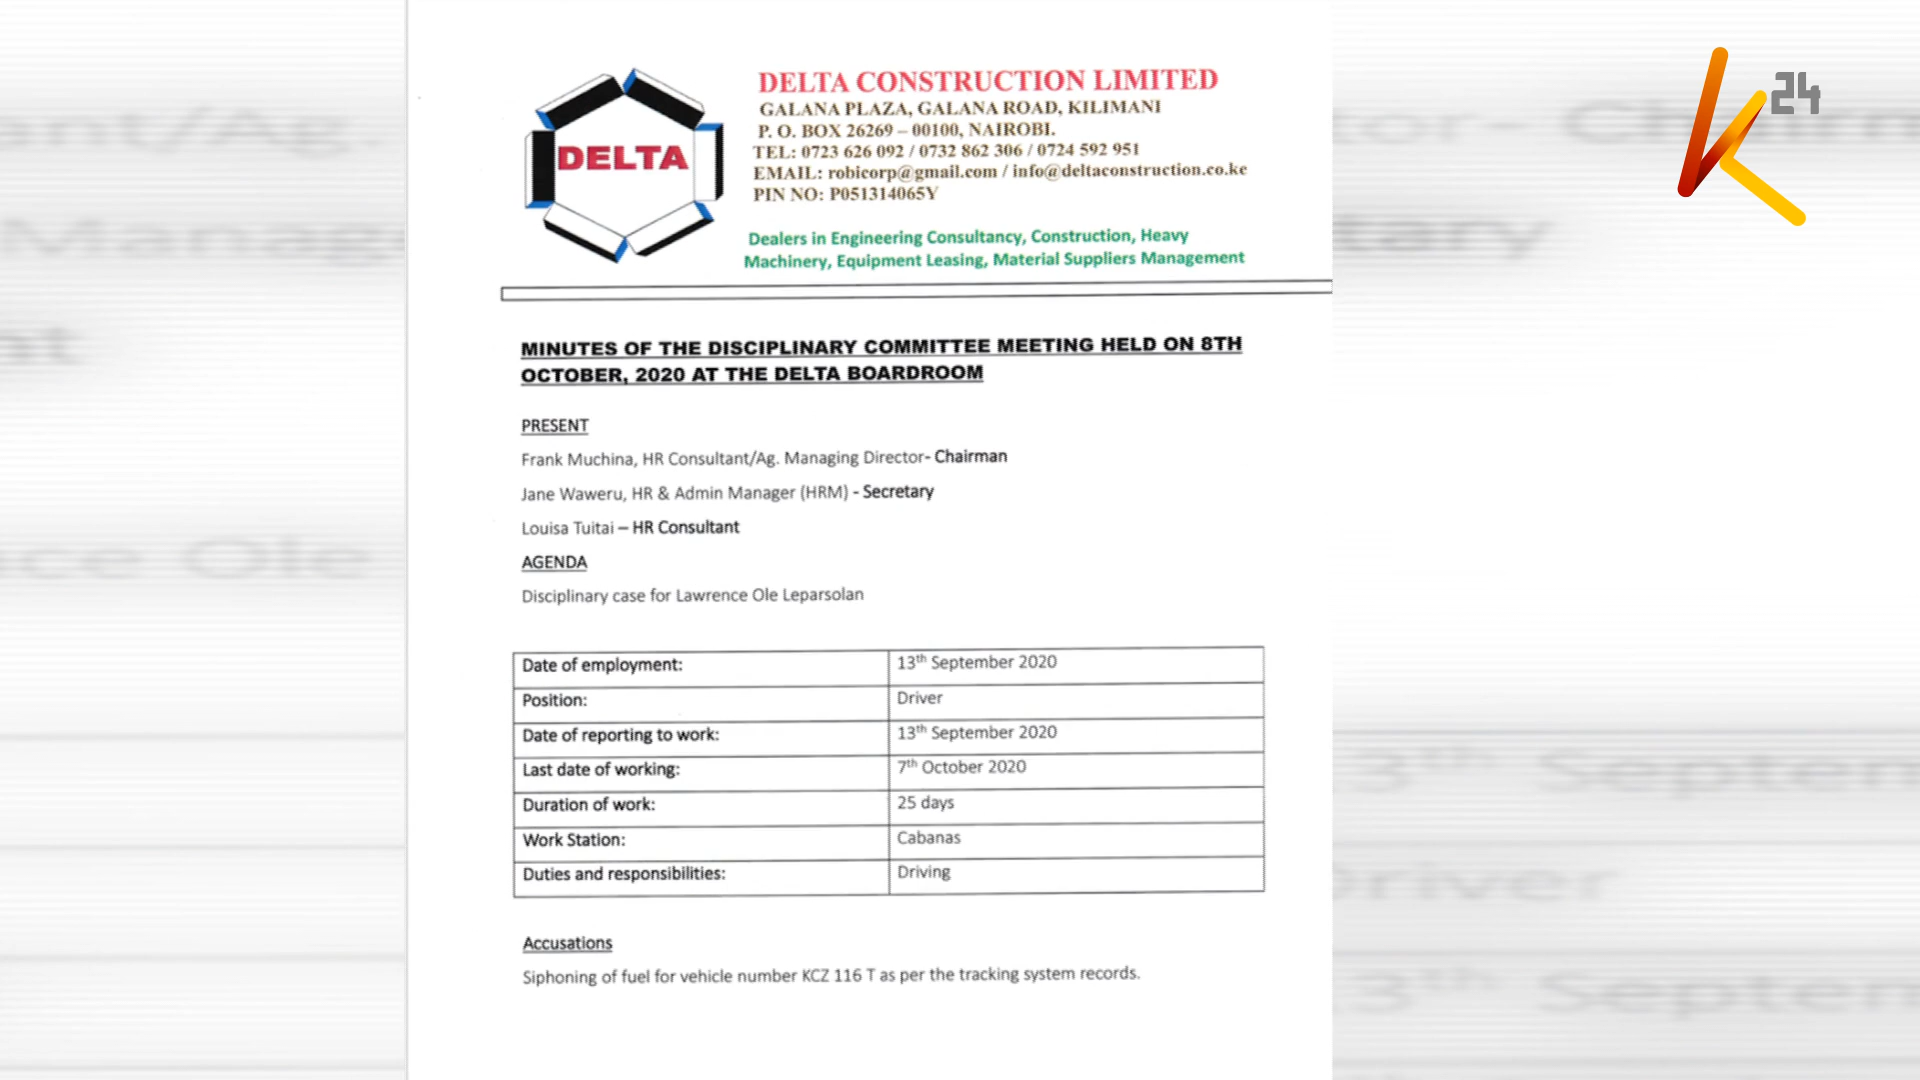 DELTA
DELTA CONSTRUCTION LIMITED
GALANA PLAZA, GALANA ROAD, KILIMANI
P. O. BOX 26269 – 00100, NAIROBI.
TEL: 0723 626 092 / 0732 862 306 / 0724 592 951
EMAIL: robicorp@gmail.com / info@deltaconstruction.co.ke
PIN NO: P051314065Y
Dealers in Engineering Consultancy, Construction, Heavy
Machinery, Equipment Leasing, Material Suppliers Management
24
MINUTES OF THE DISCIPLINARY COMMITTEE MEETING HELD ON 8TH
OCTOBER, 2020 AT THE DELTA BOARDROOM
PRESENT
Frank Muchina, HR Consultant/Ag. Managing Director- Chairman
Jane Waweru, HR & Admin Manager (HRM) - Secretary
Louisa Tuitai – HR Consultant
AGENDA
Disciplinary case for Lawrence Ole Leparsolan
Date of employment: 13th September 2020
Position: Driver
Date of reporting to work: 13th September 2020
Last date of working: 7th October 2020
Duration of work: 25 days
Work Station: Cabanas
Duties and responsibilities: Driving
Accusations
Siphoning of fuel for vehicle number KCZ 116 T as per the tracking system records.